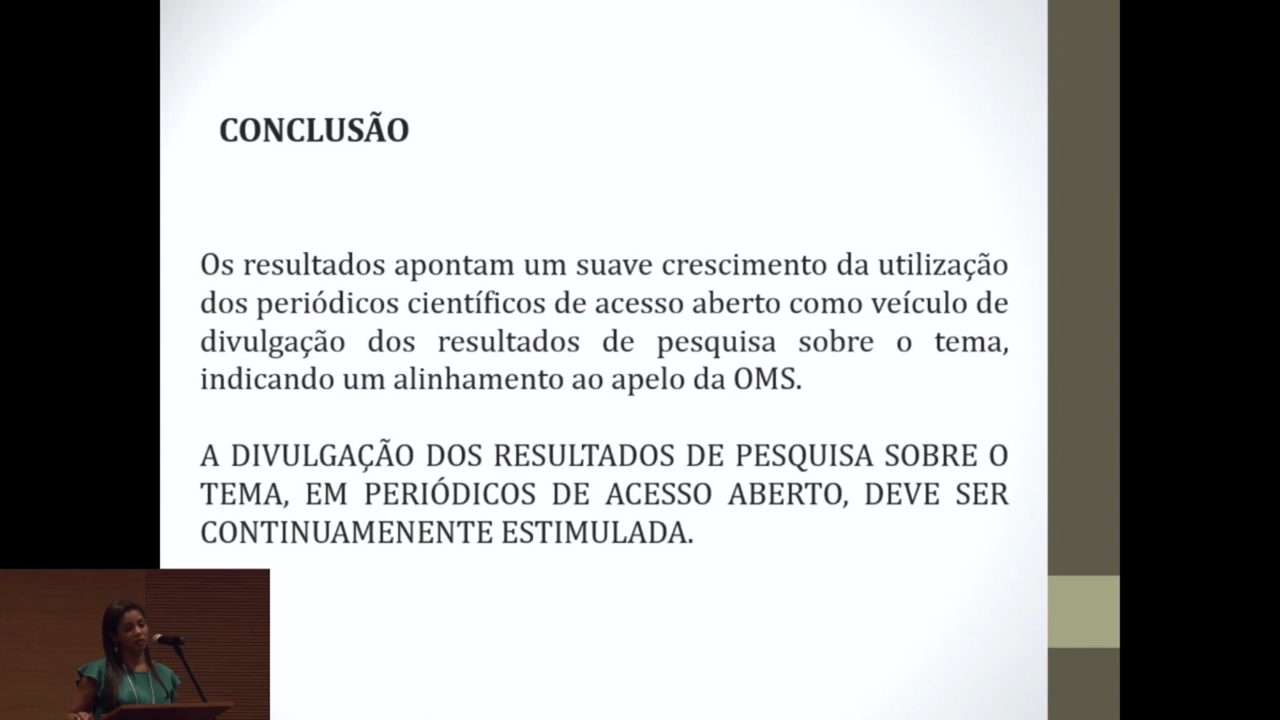 CONCLUSÃO
Os resultados apontam um suave crescimento da utilização
dos periódicos científicos de acesso aberto como veículo de
divulgação dos resultados de pesquisa sobre o tema,
indicando um alinhamento ao apelo da OMS.
A DIVULGAÇÃO DOS RESULTADOS DE PESQUISA SOBRE O
TEMA, EM PERIÓDICOS DE ACESSO ABERTO, DEVE SER
CONTINUAMENENTE ESTIMULADA.